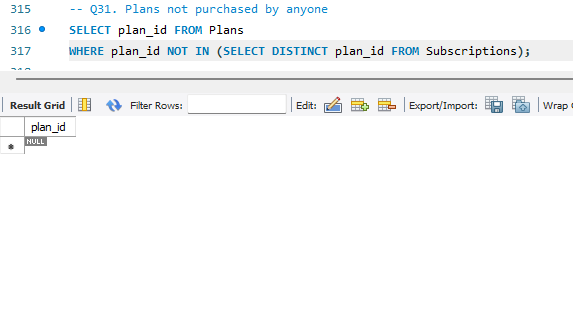 315 -- Q31. Plans not purchased by anyone
316 SELECT plan_id FROM Plans
317 WHERE plan_id NOT IN (SELECT DISTINCT plan_id FROM Subscriptions);
Result Grid Filter Rows: Edit: Export/Import: Wrap C
plan_id
NULL